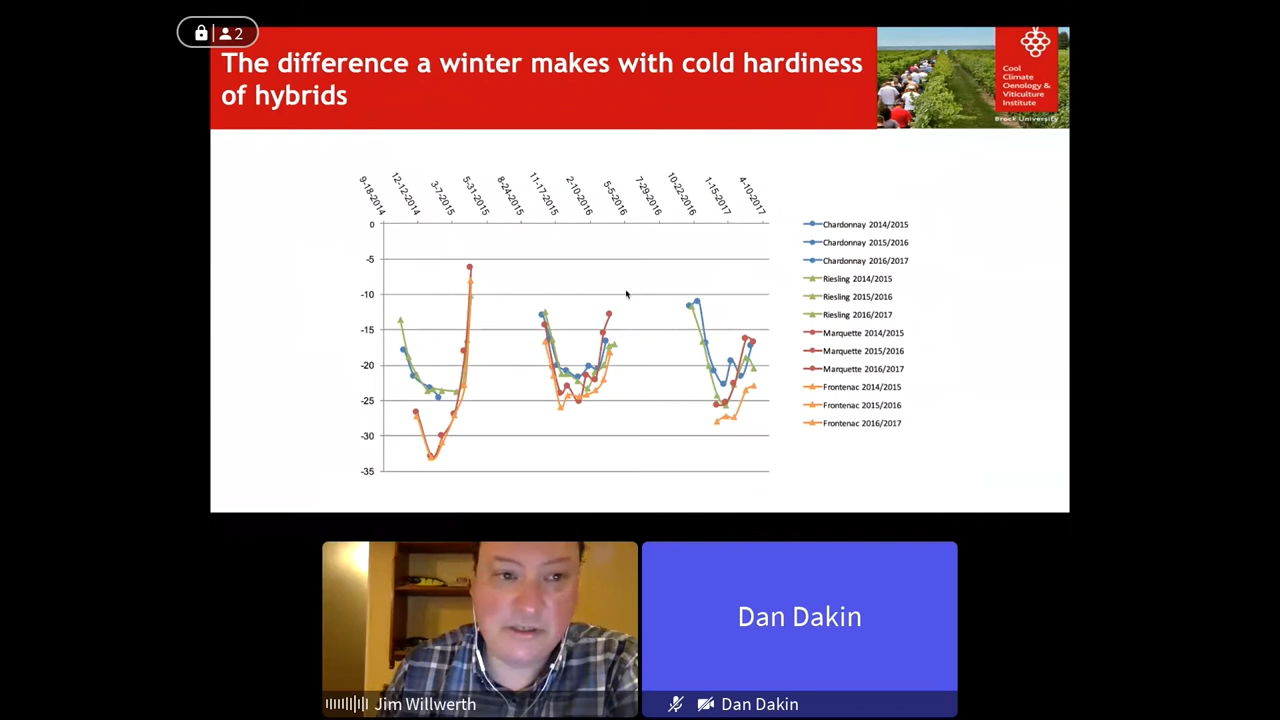 2
The difference a winter makes with cold hardiness
of hybrids
Cool
Climate
Oenology &
Viticulture
Institute
Brock University
9-18-2014
12-12-2014
3-7-2015
5-31-2015
8-24-2015
11-17-2015
2-10-2016
5-5-2016
7-29-2016
10-22-2016
1-15-2017
4-10-2017
0
-5
-10
-15
-20
-25
-30
-35
Chardonnay 2014/2015
Chardonnay 2015/2016
Chardonnay 2016/2017
Riesling 2014/2015
Riesling 2015/2016
Riesling 2016/2017
Marquette 2014/2015
Marquette 2015/2016
Marquette 2016/2017
Frontenac 2014/2015
Frontenac 2015/2016
Frontenac 2016/2017
Dan Dakin
Jim Willwerth
Dan Dakin